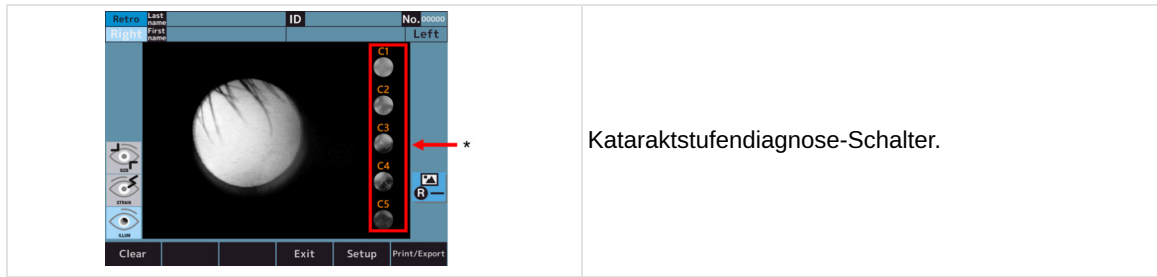 Retro Last name ID No. 00000
Right First name Left
C1
C2
C3
*
Kataraktstufendiagnose-Schalter.
C4
C5
SIZE
STRAIN
R
ILLUM
Clear Exit Setup Print/Export